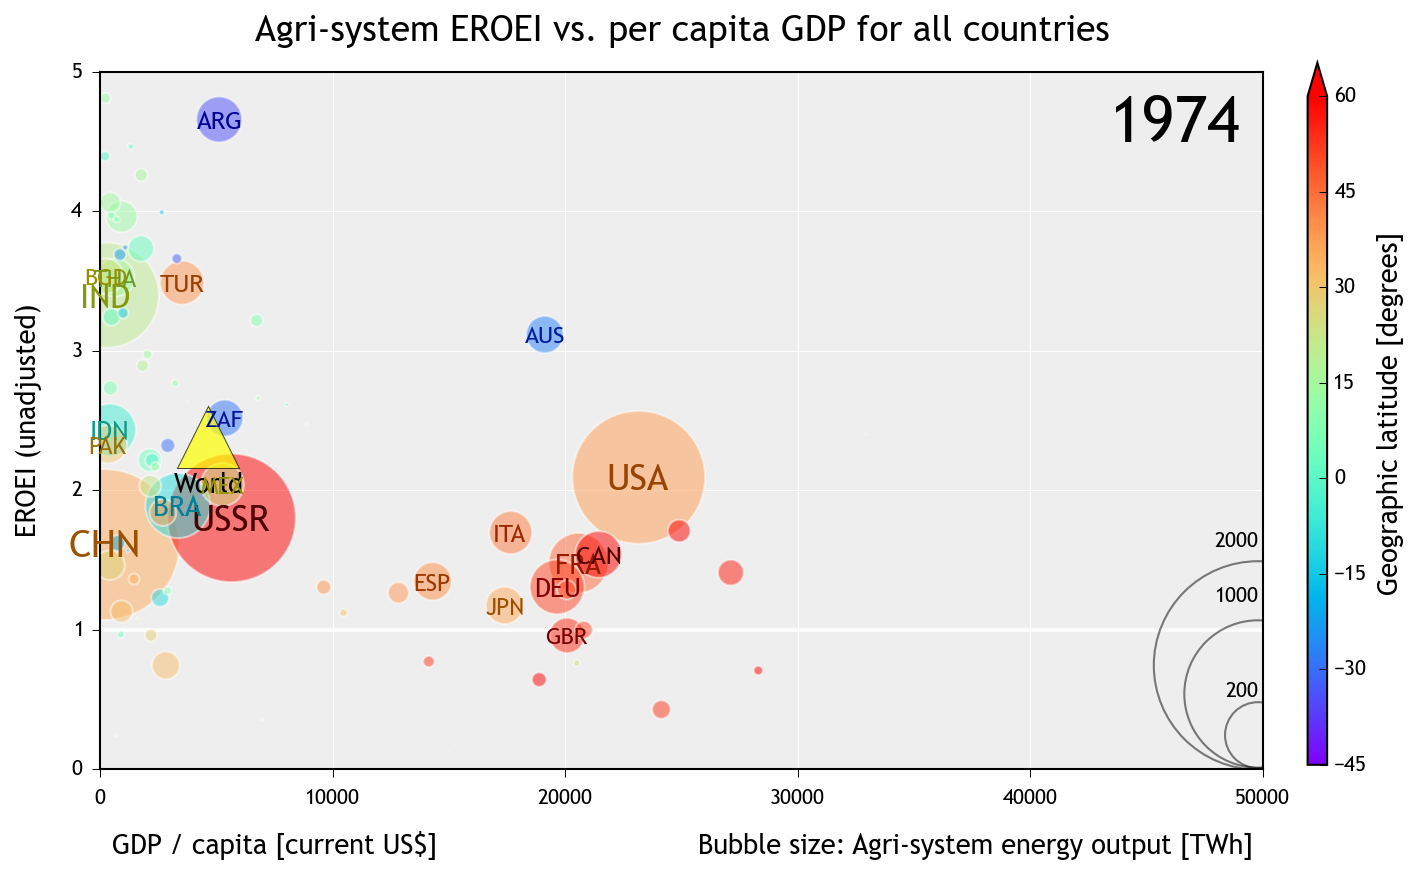 Agri-system EROEI vs. per capita GDP for all countries
1974
EROEI (unadjusted)
5
4
3
2
1
0
ARG
BGD
THA
IND
TUR
AUS
ZAF
IDN
PAK
World
MEX
BRA
USSR
CHN
USA
ITA
FRA
CAN
ESP
DEU
JPN
GBR
2000
1000
200
0
10000
20000
30000
40000
50000
GDP / capita [current US$]
Bubble size: Agri-system energy output [TWh]
60
45
30
15
0
−15
−30
−45
Geographic latitude [degrees]